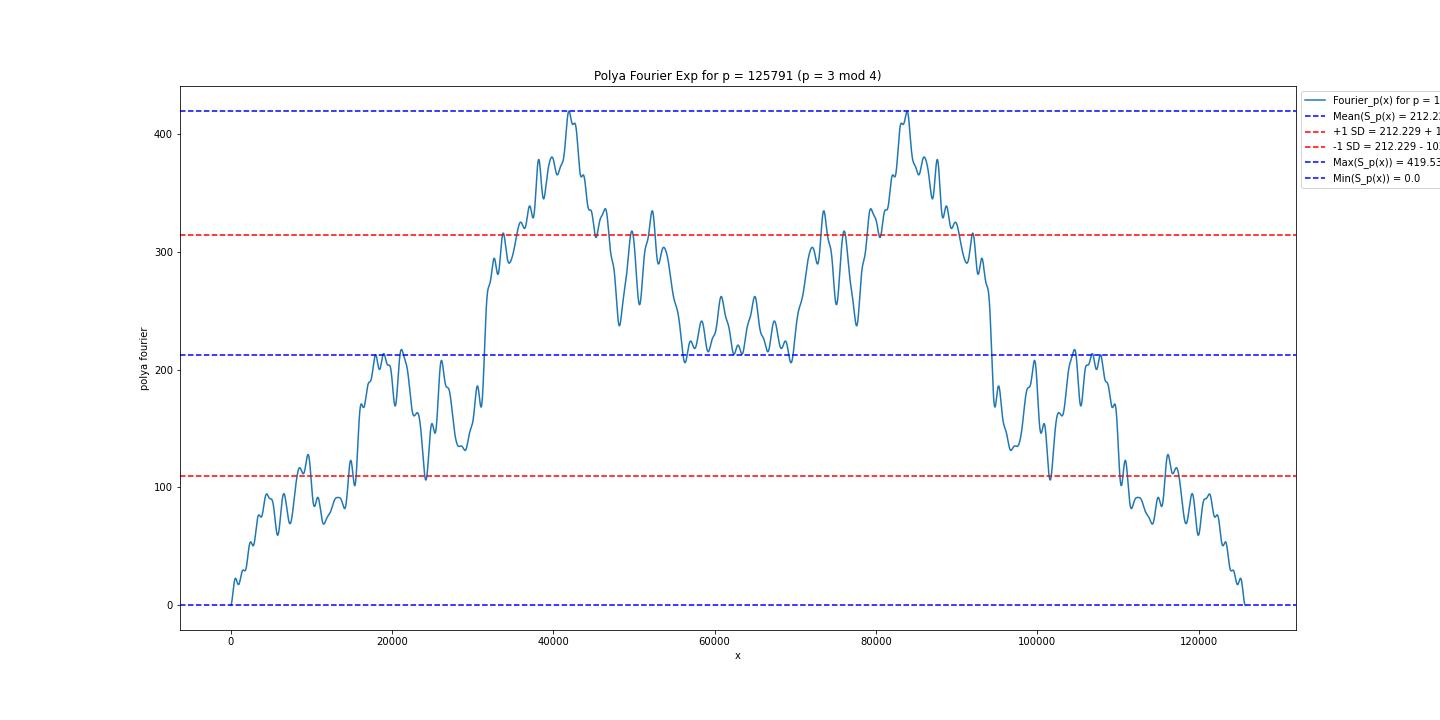 Polya Fourier Exp for p = 125791 (p = 3 mod 4)
Fourier_p(x) for p = 1
Mean(S_p(x) = 212.2
+1 SD = 212.229 + 1
-1 SD = 212.229 - 10
Max(S_p(x)) = 419.53
Min(S_p(x)) = 0.0
polya fourier
400
300
200
100
0
0 20000 40000 60000 80000 100000 120000
x